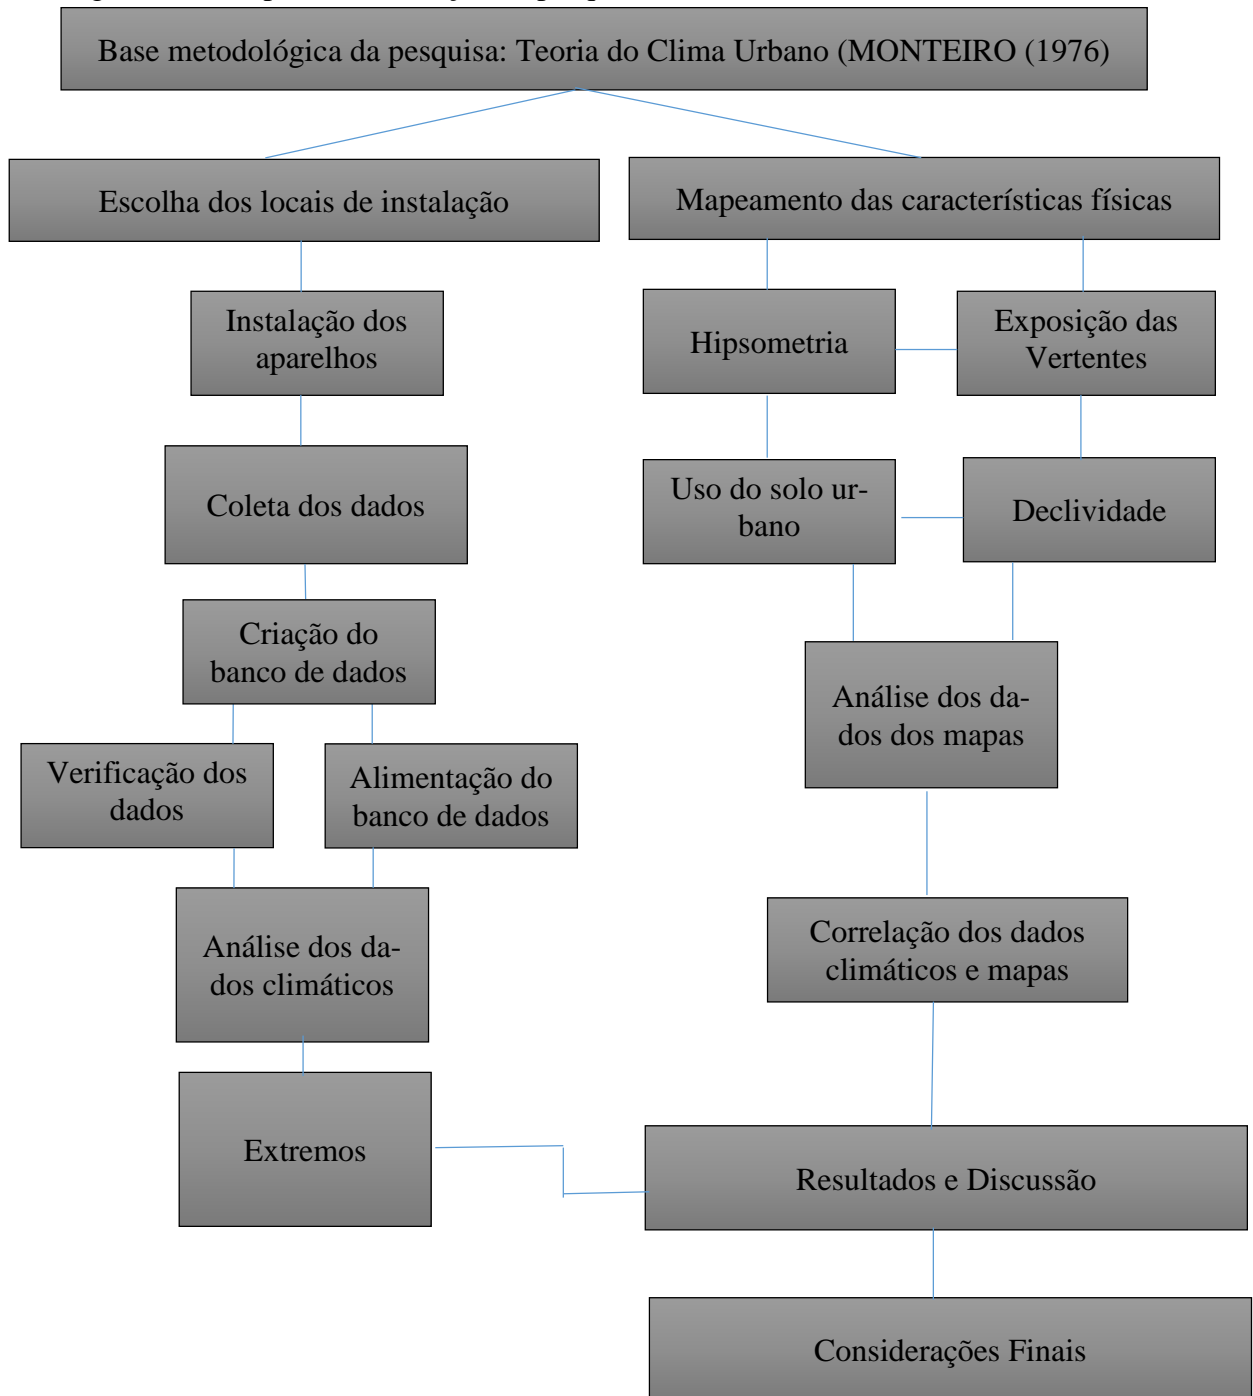 Base metodológica da pesquisa: Teoria do Clima Urbano (MONTEIRO (1976)
Escolha dos locais de instalação
Mapeamento das características físicas
Instalação dos
aparelhos
Hipsometria
Exposição das
Vertentes
Coleta dos dados
Uso do solo ur-
bano
Declividade
Criação do
banco de dados
Análise dos da-
dos dos mapas
Verificação dos
dados
Alimentação do
banco de dados
Análise dos da-
dos climáticos
Correlação dos dados
climáticos e mapas
Extremos
Resultados e Discussão
Considerações Finais